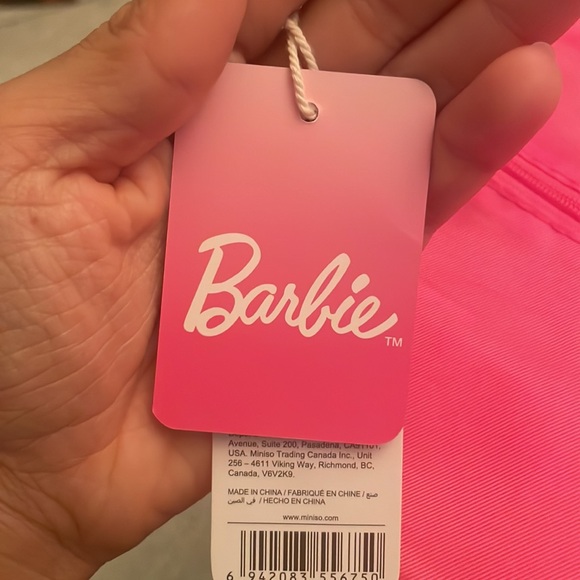 Barbie
TM
Avenue, Suite 200, Pasadena, CA91101,
USA. Miniso Trading Canada Inc., Unit
256 – 4611 Viking Way, Richmond, BC,
Canada, V6V2K9.
MADE IN CHINA / FABRIQUÉ EN CHINE / صنع
في الصين / HECHO EN CHINA
www.miniso.com
6 942083 556750